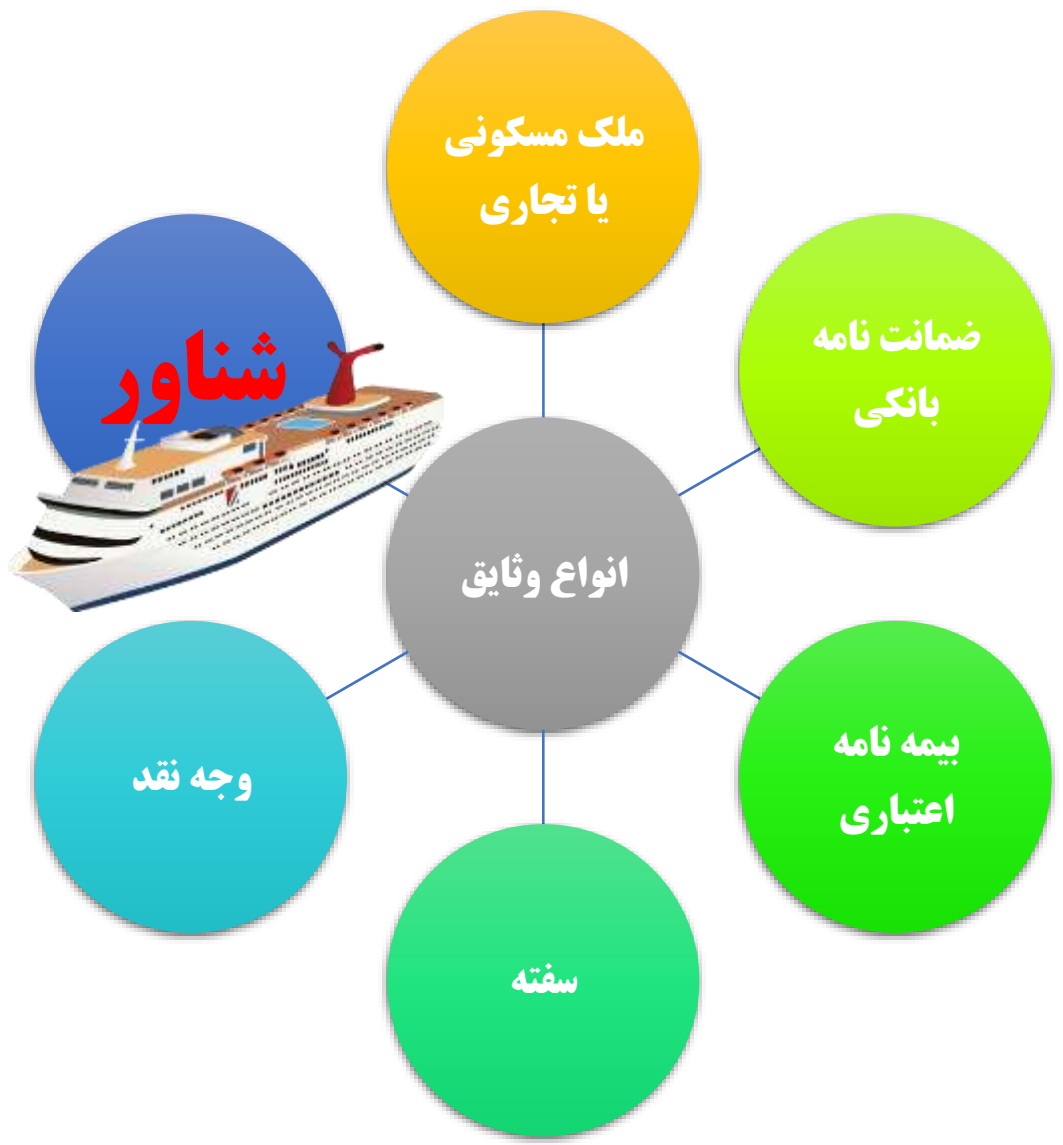 ملک مسکونی
یا تجاری
ضمانت نامه
بانکی
شناور
انواع وثایق
بیمه نامه
اعتباری
وجه نقد
سفته